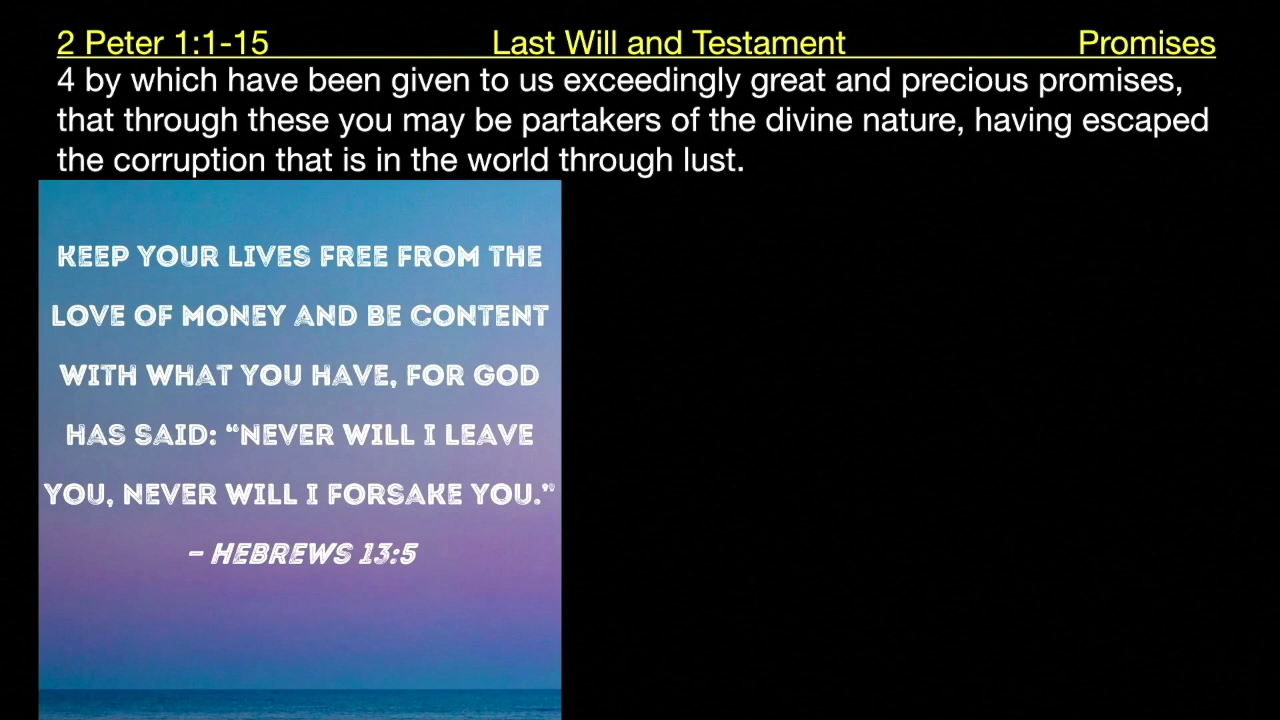 2 Peter 1:1-15 Last Will and Testament Promises
4 by which have been given to us exceedingly great and precious promises,
that through these you may be partakers of the divine nature, having escaped
the corruption that is in the world through lust.
KEEP YOUR LIVES FREE FROM THE
LOVE OF MONEY AND BE CONTENT
WITH WHAT YOU HAVE, FOR GOD
HAS SAID: “NEVER WILL I LEAVE
YOU, NEVER WILL I FORSAKE YOU.”
– HEBREWS 13:5